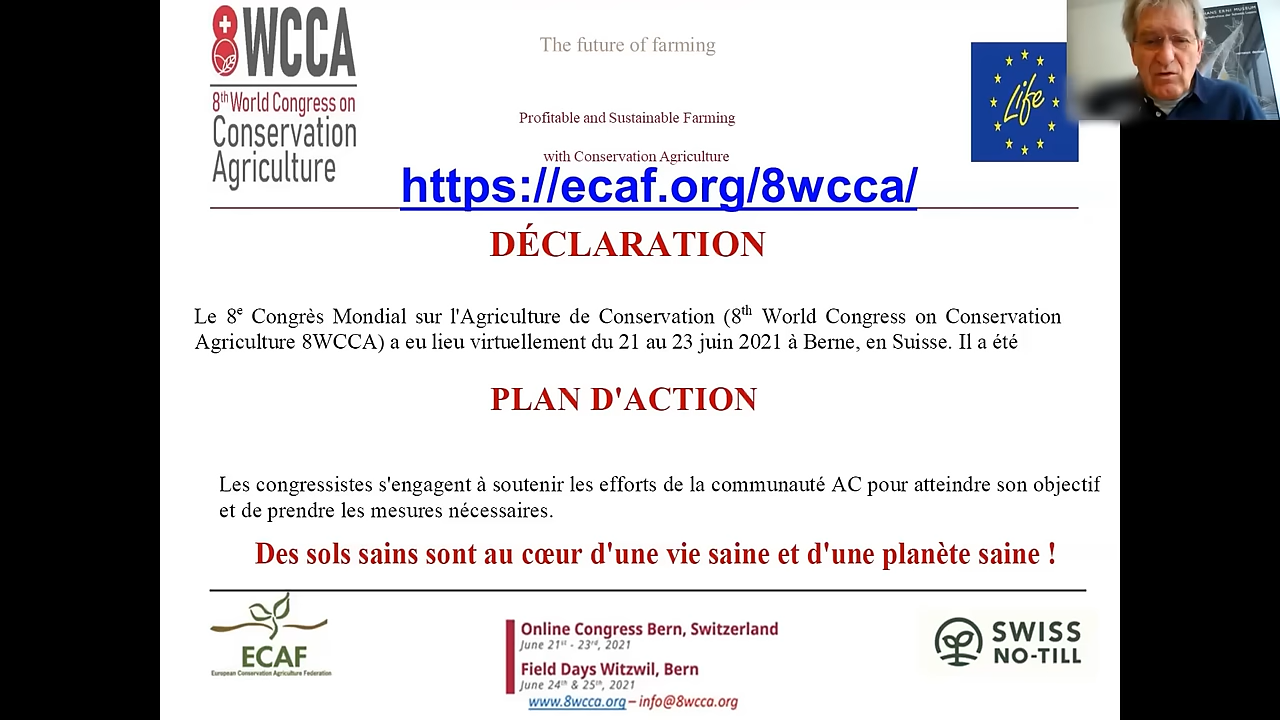 8WCCA
8th World Congress on
Conservation
Agriculture
The future of farming
Profitable and Sustainable Farming
with Conservation Agriculture
Life
HANS ERNI MUSEUM
https://ecaf.org/8wcca/
DÉCLARATION
Le 8e Congrès Mondial sur l'Agriculture de Conservation (8th World Congress on Conservation
Agriculture 8WCCA) a eu lieu virtuellement du 21 au 23 juin 2021 à Berne, en Suisse. Il a été
PLAN D'ACTION
Les congressistes s'engagent à soutenir les efforts de la communauté AC pour atteindre son objectif
et de prendre les mesures nécessaires.
Des sols sains sont au cœur d'une vie saine et d'une planète saine !
ECAF
European Conservation Agriculture Federation
Online Congress Bern, Switzerland
June 21st - 23rd, 2021
Field Days Witzwil, Bern
June 24th & 25th, 2021
www.8wcca.org – info@8wcca.org
SWISS
NO-TILL